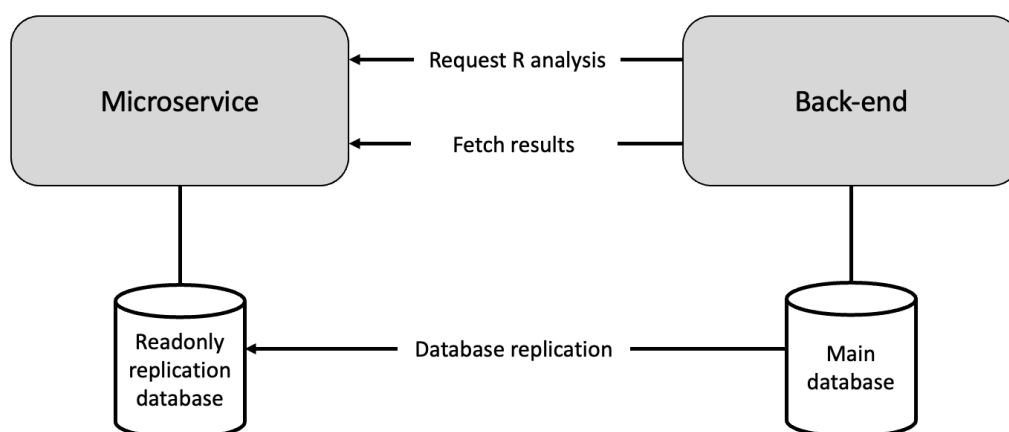 Microservice
Request R analysis
Back-end
Fetch results
Readonly
replication
database
Database replication
Main
database